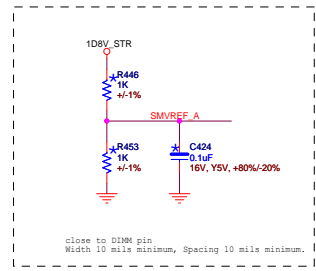 1D8V_STR
R446
1K
+/-1%
SMVREF_A
R453
1K
+/-1%
C424
0.1uF
16V, Y5V, +80%/-20%
close to DIMM pin
Width 10 mils minimum, Spacing 10 mils minimum.